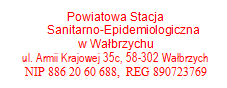 Powiatowa Stacja
Sanitarno-Epidemiologiczna
w Wałbrzychu
ul. Armii Krajowej 35c, 58-302 Wałbrzych
NIP 886 20 60 688, REG 890723769